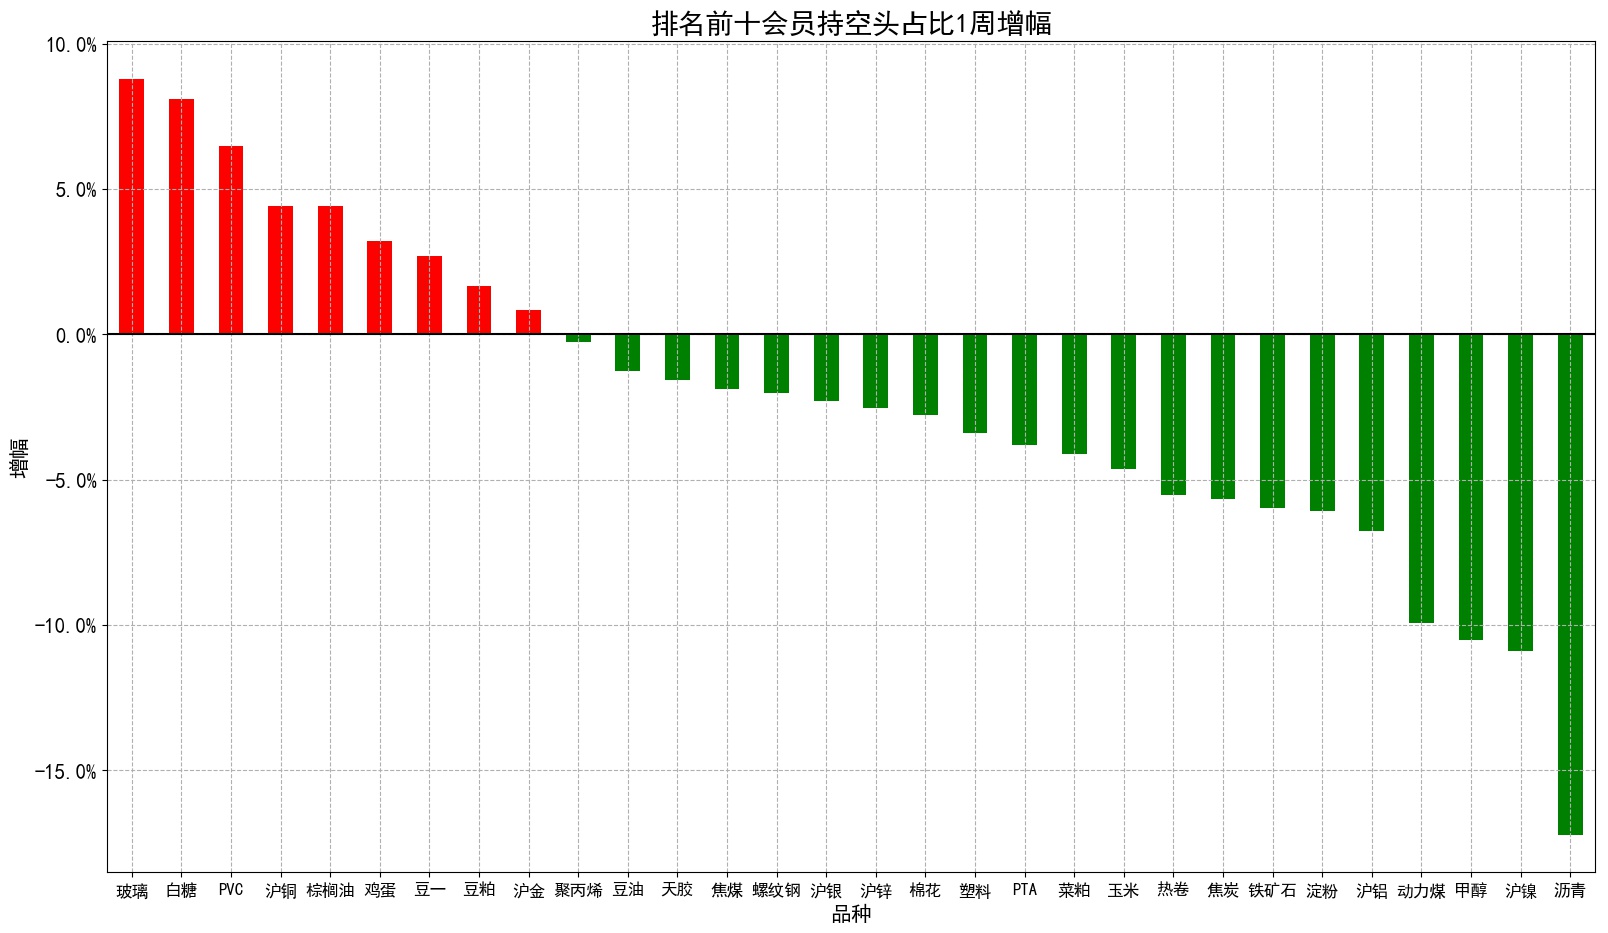 排名前十会员持空头占比1周增幅
10.0%
5.0%
0.0%
-5.0%
-10.0%
-15.0%
增幅
玻璃 白糖 PVC 沪铜 棕榈油 鸡蛋 豆一 豆粕 沪金 聚丙烯 豆油 天胶 焦煤 螺纹钢 沪银 沪锌 棉花 塑料 PTA 菜粕 玉米 热卷 焦炭 铁矿石 淀粉 沪铝 动力煤 甲醇 沪镍 沥青
品种